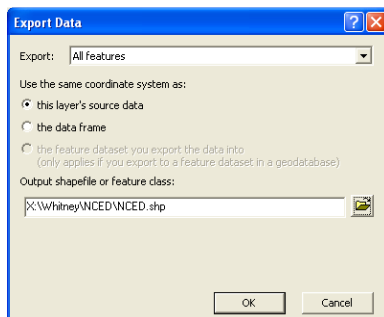 Export Data
Export: All features
Use the same coordinate system as:
this layer's source data
the data frame
the feature dataset you export the data into
(only applies if you export to a feature dataset in a geodatabase)
Output shapefile or feature class:
X:\Whitney\NCED\NCED.shp
OK Cancel